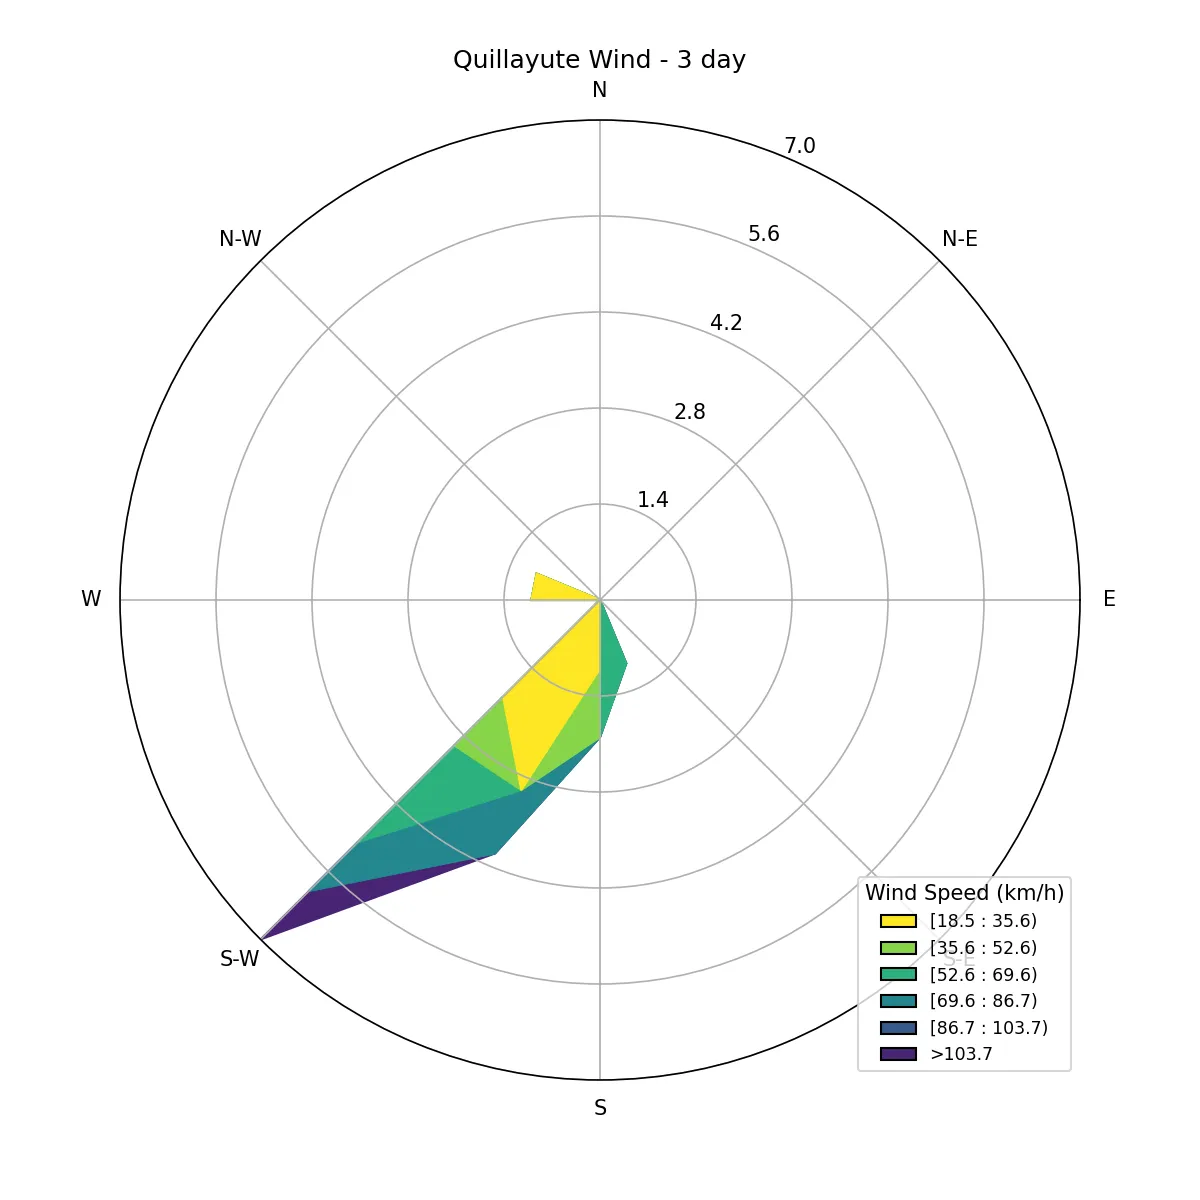 Quillayute Wind - 3 day
N
7.0
N-W
5.6
N-E
4.2
2.8
1.4
W
E
S-W
S-E
S
Wind Speed (km/h)
[18.5 : 35.6)
[35.6 : 52.6)
[52.6 : 69.6)
[69.6 : 86.7)
[86.7 : 103.7)
>103.7